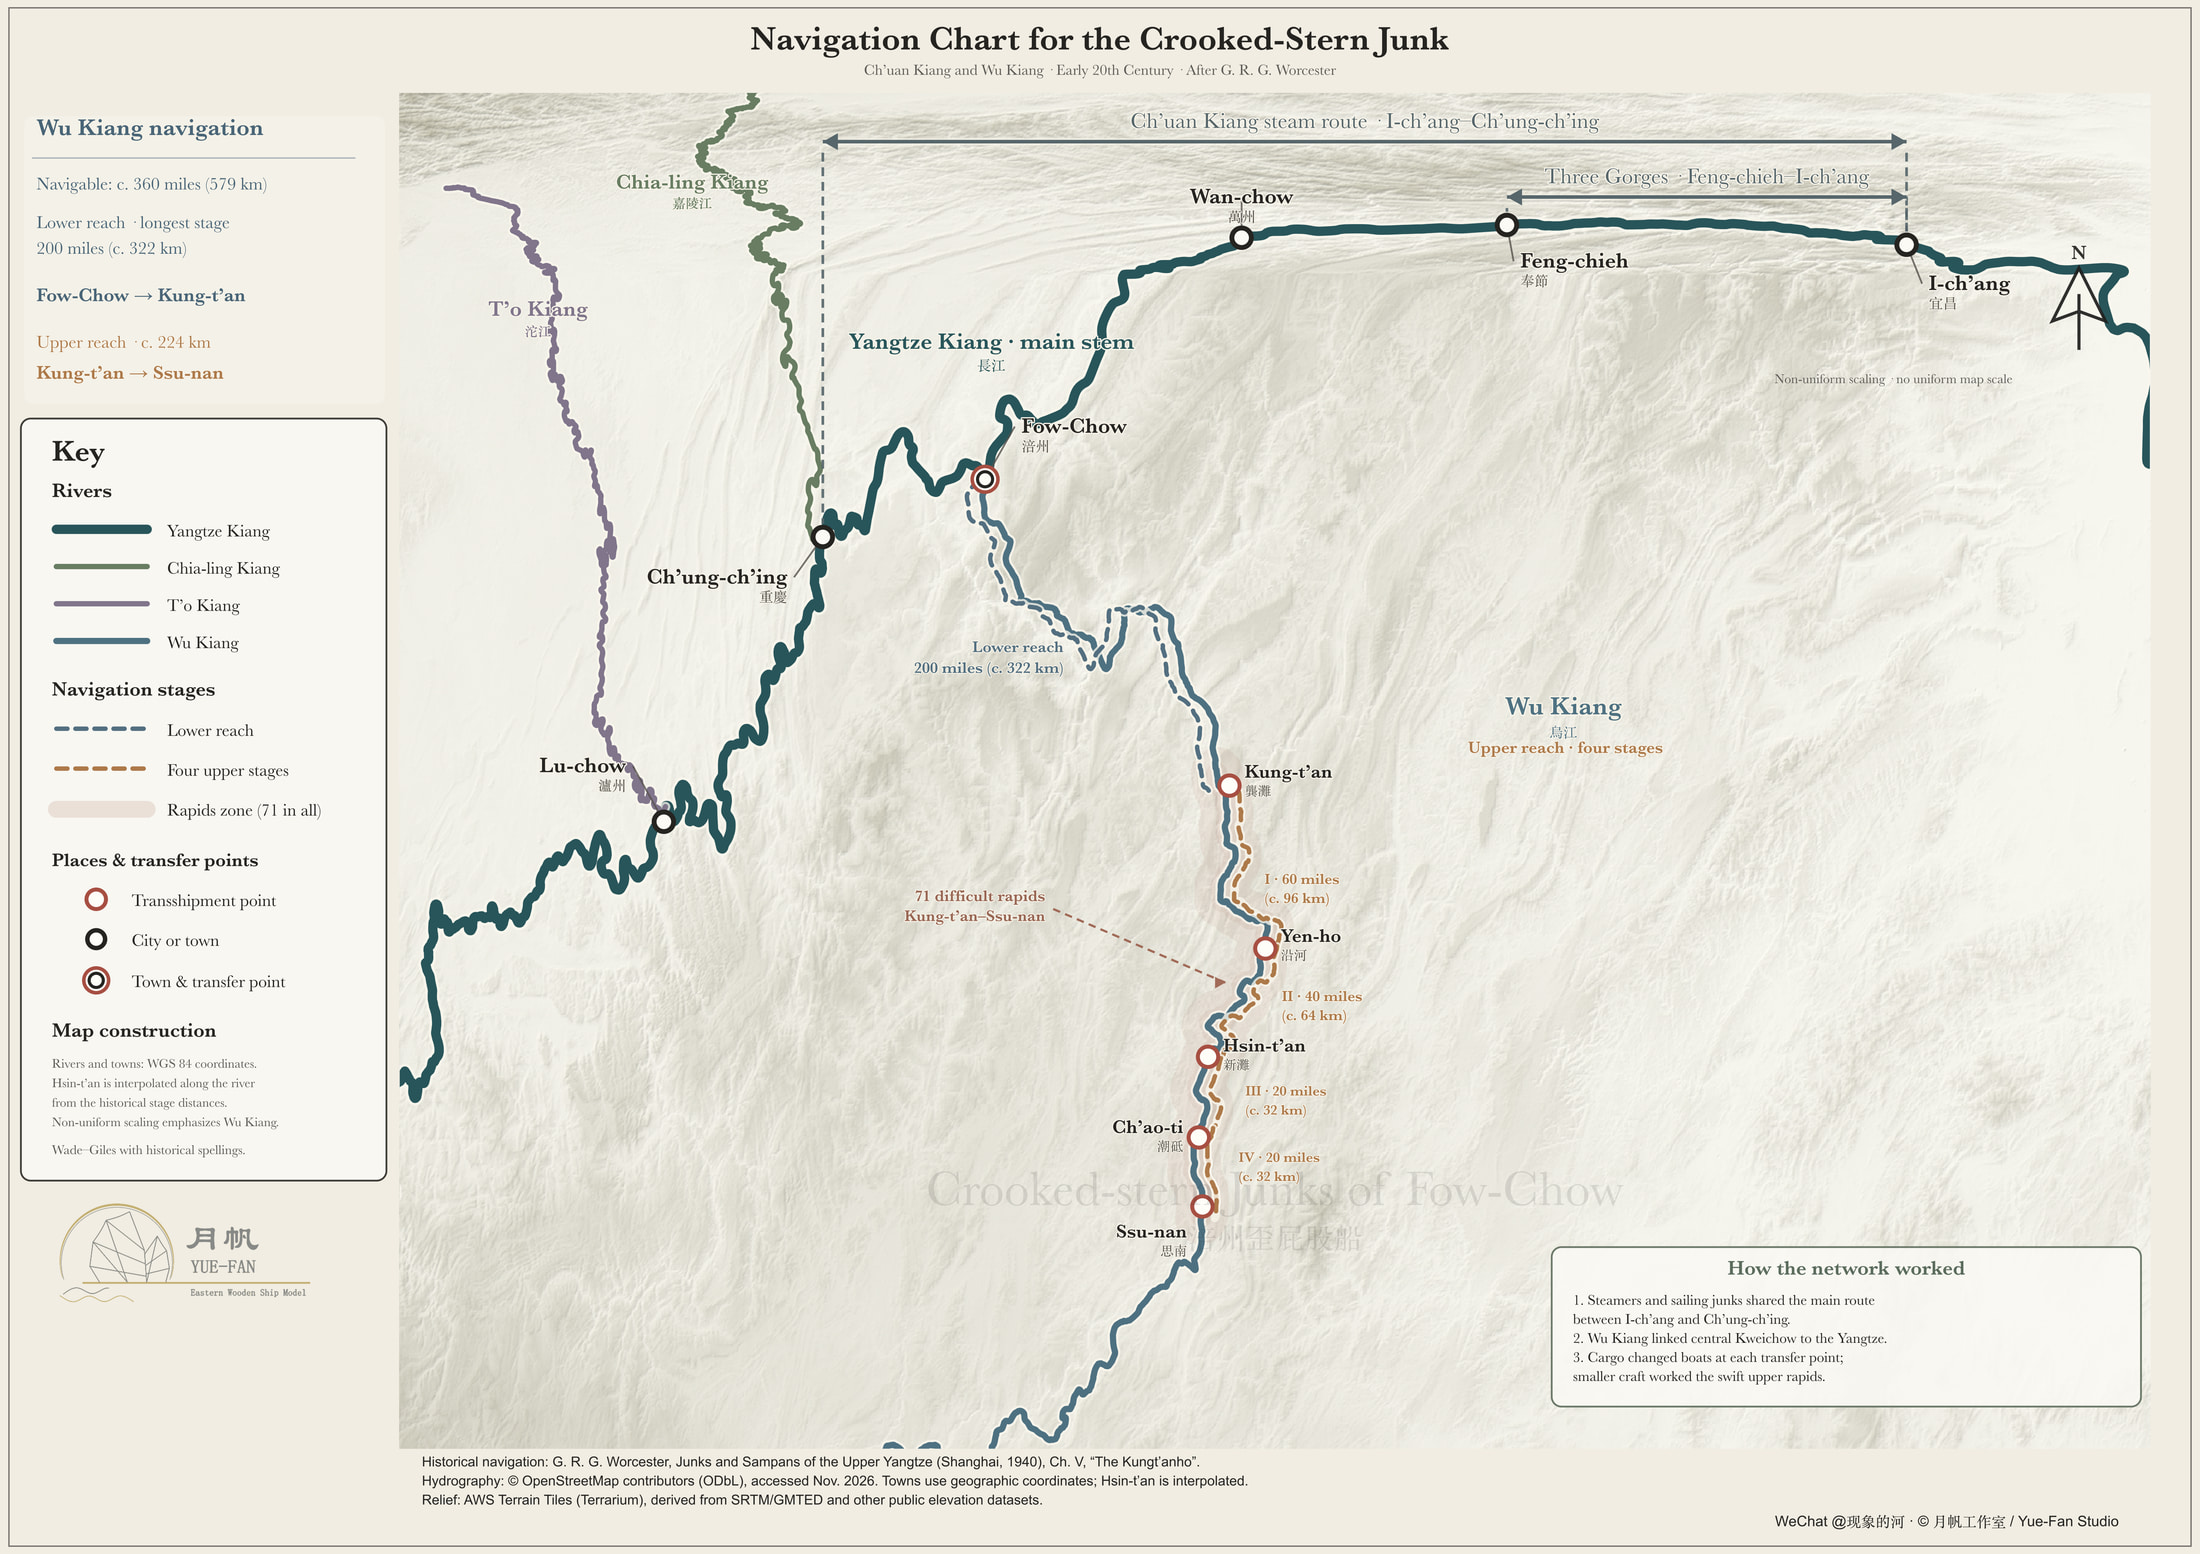 Navigation Chart for the Crooked-Stern Junk
Ch’uan Kiang and Wu Kiang · Early 20th Century · After G. R. G. Worcester
Wu Kiang navigation
Navigable: c. 360 miles (579 km)
Lower reach · longest stage
200 miles (c. 322 km)
Fow-Chow → Kung-t’an
Upper reach · c. 224 km
Kung-t’an → Ssu-nan
Key
Rivers
Yangtze Kiang
Chia-ling Kiang
T’o Kiang
Wu Kiang
Navigation stages
Lower reach
Four upper stages
Rapids zone (71 in all)
Places & transfer points
Transshipment point
City or town
Town & transfer point
Map construction
Rivers and towns: WGS 84 coordinates.
Hsin-t’an is interpolated along the river
from the historical stage distances.
Non-uniform scaling emphasizes Wu Kiang.
Wade–Giles with historical spellings.
月帆
YUE-FAN
Eastern Wooden Ship Model
Ch’uan Kiang steam route · I-ch’ang–Ch’ung-ch’ing
Three Gorges · Feng-chieh–I-ch’ang
Chia-ling Kiang
嘉陵江
Wan-chow
萬州
Feng-chieh
奉節
I-ch’ang
宜昌
N
T’o Kiang
沱江
Yangtze Kiang · main stem
長江
Non-uniform scaling · no uniform map scale
Fow-Chow
涪州
Ch’ung-ch’ing
重慶
Lower reach
200 miles (c. 322 km)
Wu Kiang
烏江
Upper reach · four stages
Lu-chow
瀘州
Kung-t’an
龔灘
I · 60 miles
(c. 96 km)
71 difficult rapids
Kung-t’an–Ssu-nan
Yen-ho
沿河
II · 40 miles
(c. 64 km)
Hsin-t’an
新灘
III · 20 miles
(c. 32 km)
Ch’ao-ti
潮砥
IV · 20 miles
(c. 32 km)
Crooked-stern Junks of Fow-Chow
涪州歪屁股船
Ssu-nan
思南
How the network worked
1. Steamers and sailing junks shared the main route
between I-ch’ang and Ch’ung-ch’ing.
2. Wu Kiang linked central Kweichow to the Yangtze.
3. Cargo changed boats at each transfer point;
smaller craft worked the swift upper rapids.
Historical navigation: G. R. G. Worcester, Junks and Sampans of the Upper Yangtze (Shanghai, 1940), Ch. V, “The Kungt’anho”.
Hydrography: © OpenStreetMap contributors (ODbL), accessed Nov. 2026. Towns use geographic coordinates; Hsin-t’an is interpolated.
Relief: AWS Terrain Tiles (Terrarium), derived from SRTM/GMTED and other public elevation datasets.
WeChat @现象的河 · © 月帆工作室 / Yue-Fan Studio